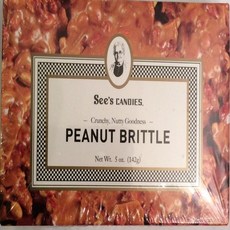 See's CANDIES®
~ Crunchy, Nutty Goodness ~
PEANUT BRITTLE
Net Wt. 5 oz. (142g)